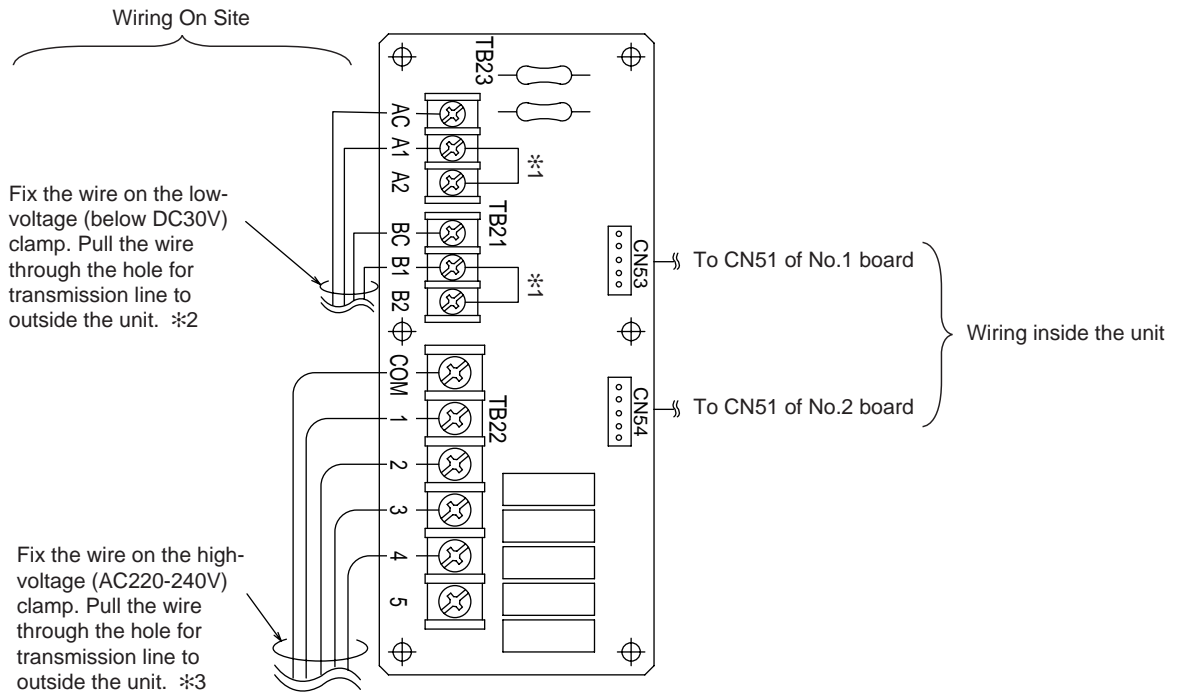 Wiring On Site
TB23
AC
A1
A2
✻1
Fix the wire on the low-
voltage (below DC30V)
clamp. Pull the wire
through the hole for
transmission line to
outside the unit. ✻2
TB21
BC
B1
B2
✻1
CN53
To CN51 of No.1 board
Wiring inside the unit
CN54
To CN51 of No.2 board
COM
TB22
1
2
3
4
5
Fix the wire on the high-
voltage (AC220-240V)
clamp. Pull the wire
through the hole for
transmission line to
outside the unit. ✻3